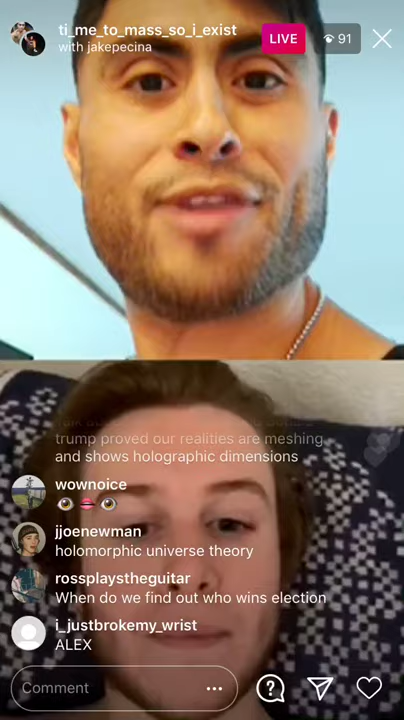 ti_me_to_mass_so_i_exist
LIVE
91
with jakepecina
trump proved our realities are meshing
and shows holographic dimensions
wownoice
👁👄👁
jjoenewman
holomorphic universe theory
rossplaystheguitar
When do we find out who wins election
i_justbrokemy_wrist
ALEX
Comment